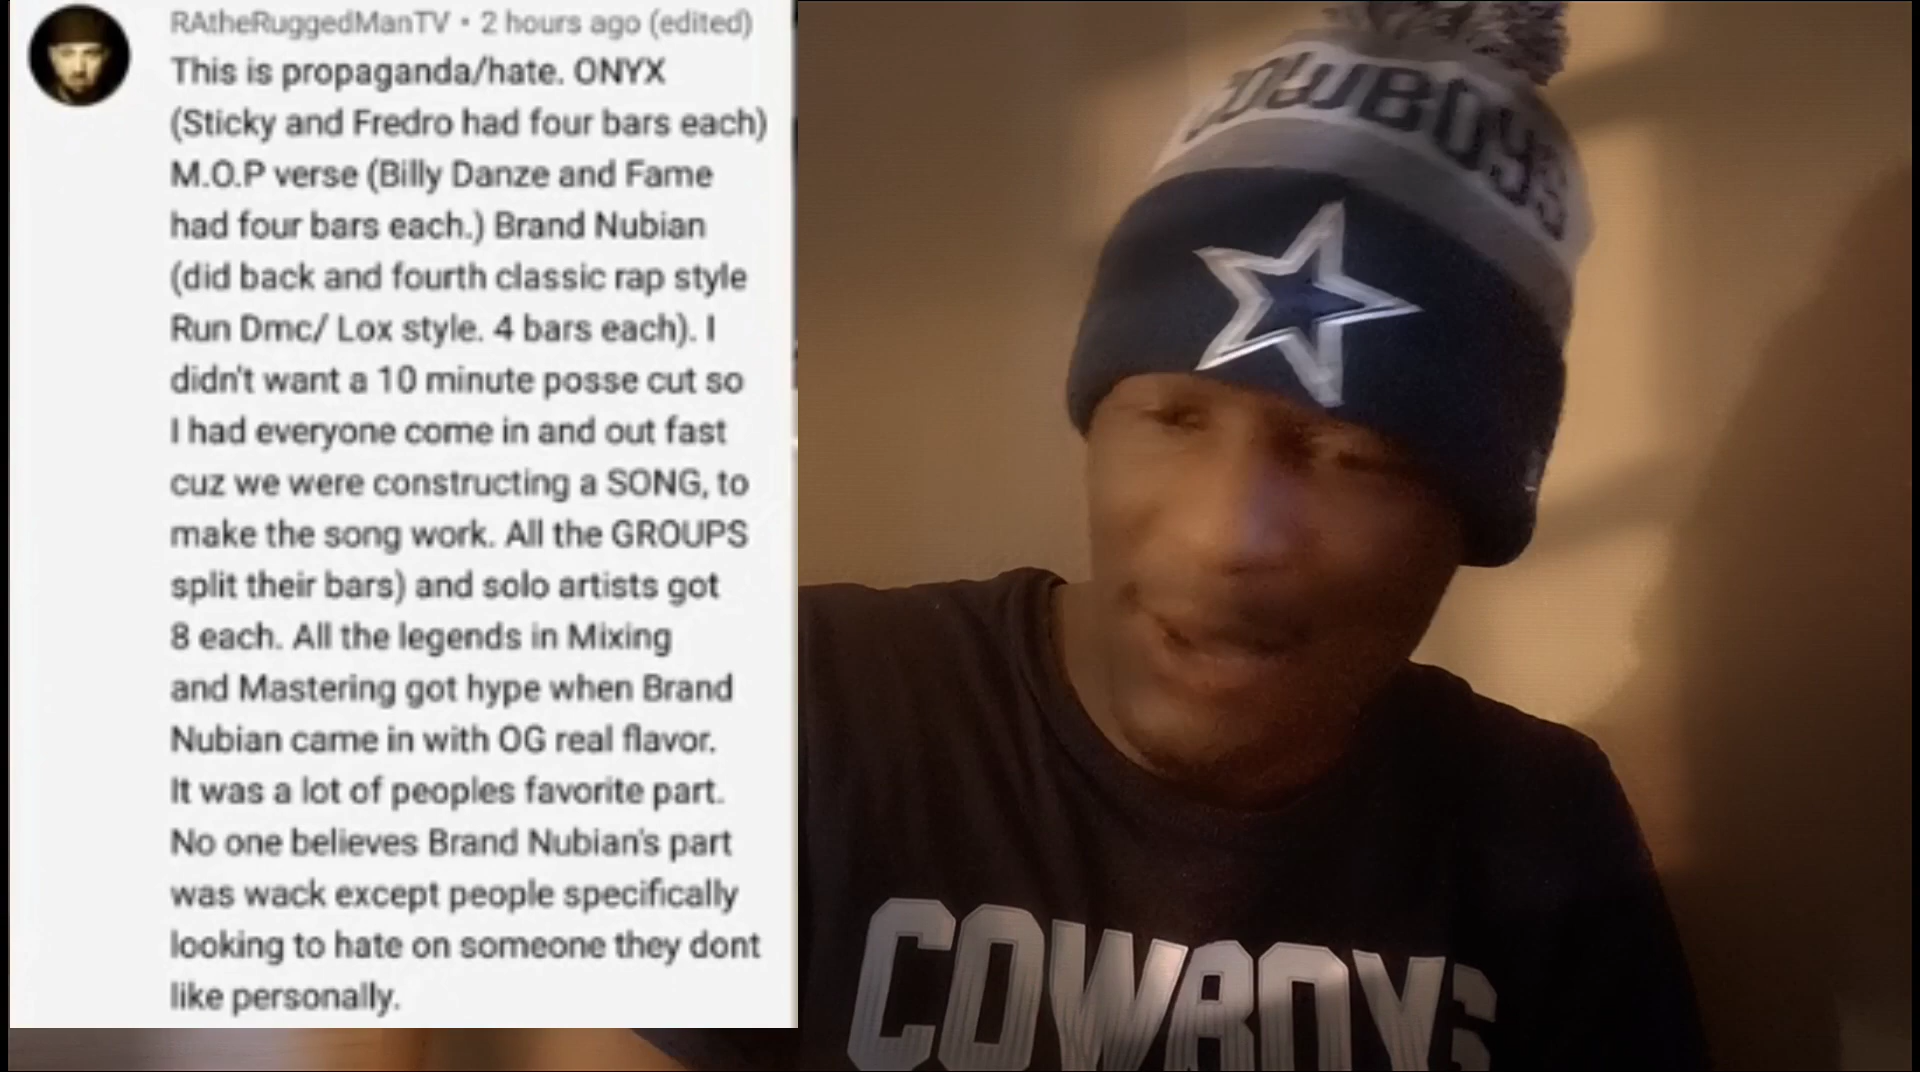 RAtheRuggedManTV • 2 hours ago (edited)
This is propaganda/hate. ONYX
(Sticky and Fredro had four bars each)
M.O.P verse (Billy Danze and Fame
had four bars each.) Brand Nubian
(did back and fourth classic rap style
Run Dmc/ Lox style. 4 bars each). I
didn't want a 10 minute posse cut so
I had everyone come in and out fast
cuz we were constructing a SONG, to
make the song work. All the GROUPS
split their bars) and solo artists got
8 each. All the legends in Mixing
and Mastering got hype when Brand
Nubian came in with OG real flavor.
It was a lot of peoples favorite part.
No one believes Brand Nubian's part
was wack except people specifically
looking to hate on someone they dont
like personally.
COWBOYS
COWBOYS